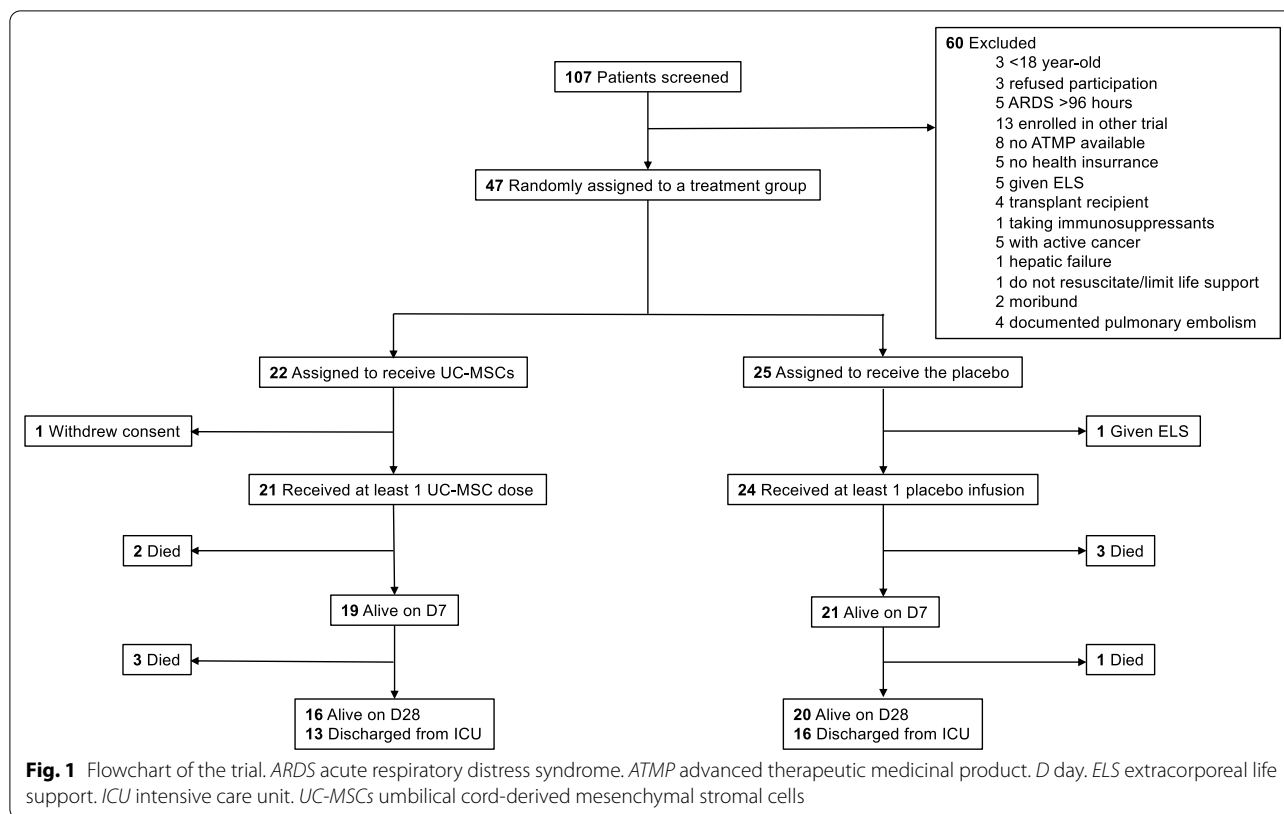 107 Patients screened
60 Excluded
3 <18 year-old
3 refused participation
5 ARDS >96 hours
13 enrolled in other trial
8 no ATMP available
5 no health insurrance
5 given ELS
4 transplant recipient
1 taking immunosuppressants
5 with active cancer
1 hepatic failure
1 do not resuscitate/limit life support
2 moribund
4 documented pulmonary embolism
47 Randomly assigned to a treatment group
22 Assigned to receive UC-MSCs
25 Assigned to receive the placebo
1 Withdrew consent
1 Given ELS
21 Received at least 1 UC-MSC dose
24 Received at least 1 placebo infusion
2 Died
3 Died
19 Alive on D7
21 Alive on D7
3 Died
1 Died
16 Alive on D28
13 Discharged from ICU
20 Alive on D28
16 Discharged from ICU
Fig. 1 Flowchart of the trial. ARDS acute respiratory distress syndrome. ATMP advanced therapeutic medicinal product. D day. ELS extracorporeal life
support. ICU intensive care unit. UC-MSCs umbilical cord-derived mesenchymal stromal cells